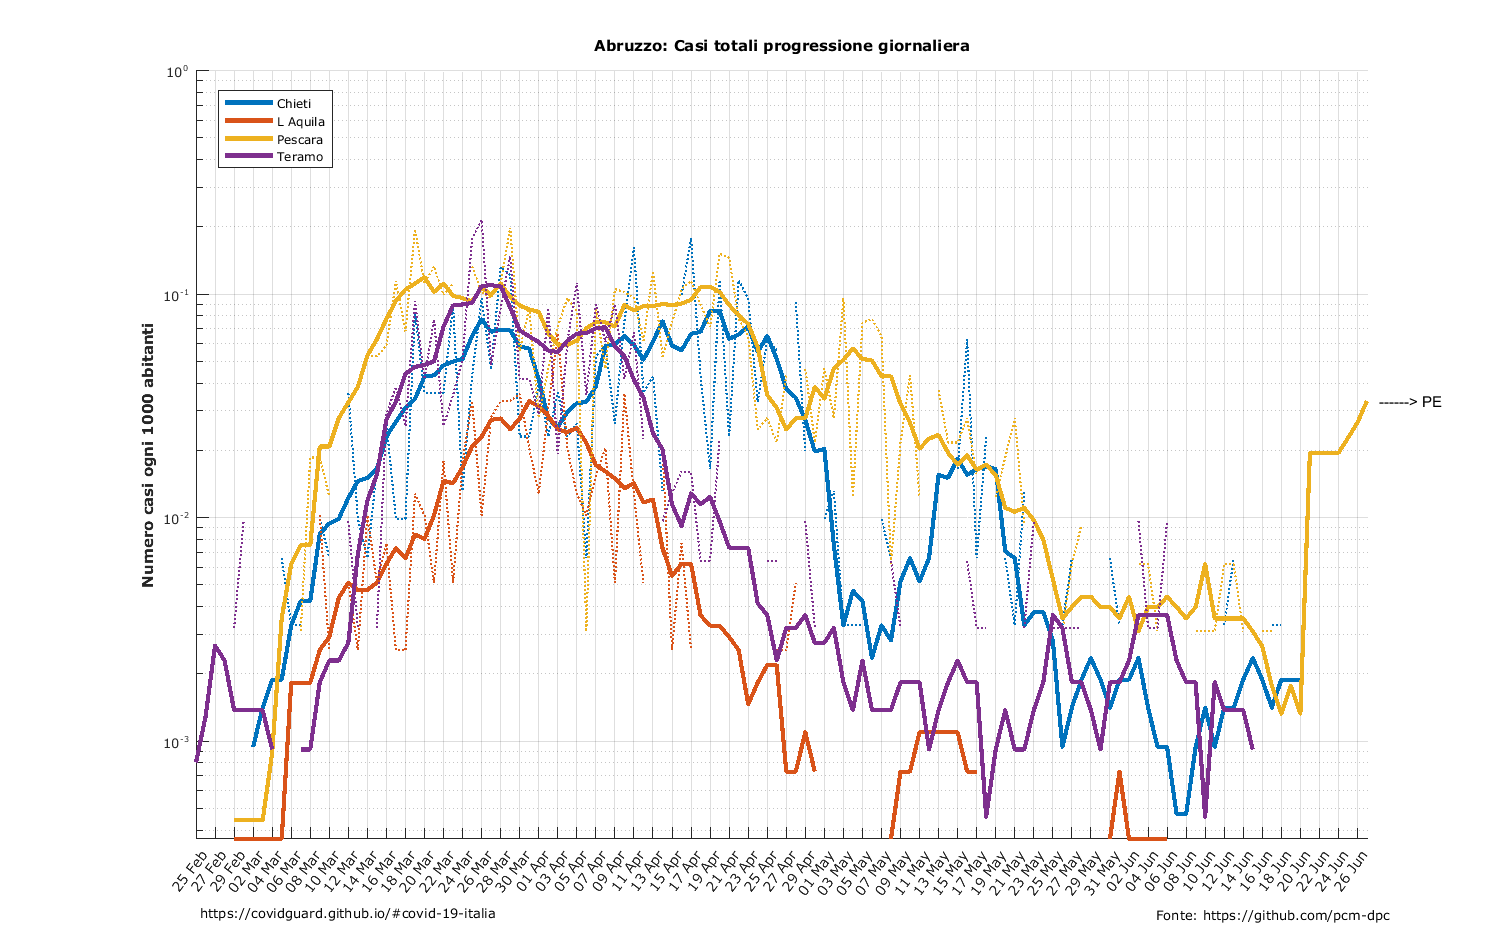 Abruzzo: Casi totali progressione giornaliera
Numero casi ogni 1000 abitanti
10^0
10^-1
10^-2
10^-3
Chieti
L Aquila
Pescara
Teramo
------> PE
25 Feb
27 Feb
29 Feb
02 Mar
04 Mar
06 Mar
08 Mar
10 Mar
12 Mar
14 Mar
16 Mar
18 Mar
20 Mar
22 Mar
24 Mar
26 Mar
28 Mar
30 Mar
01 Apr
03 Apr
05 Apr
07 Apr
09 Apr
11 Apr
13 Apr
15 Apr
17 Apr
19 Apr
21 Apr
23 Apr
25 Apr
27 Apr
29 Apr
01 May
03 May
05 May
07 May
09 May
11 May
13 May
15 May
17 May
19 May
21 May
23 May
25 May
27 May
29 May
31 May
02 Jun
04 Jun
06 Jun
08 Jun
10 Jun
12 Jun
14 Jun
16 Jun
18 Jun
20 Jun
22 Jun
24 Jun
26 Jun
https://covidguard.github.io/#covid-19-italia
Fonte: https://github.com/pcm-dpc